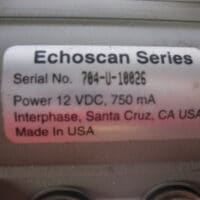 Echoscan Series
Serial No. 704-U-10026
Power 12 VDC, 750 mA
Interphase, Santa Cruz, CA USA
Made In USA